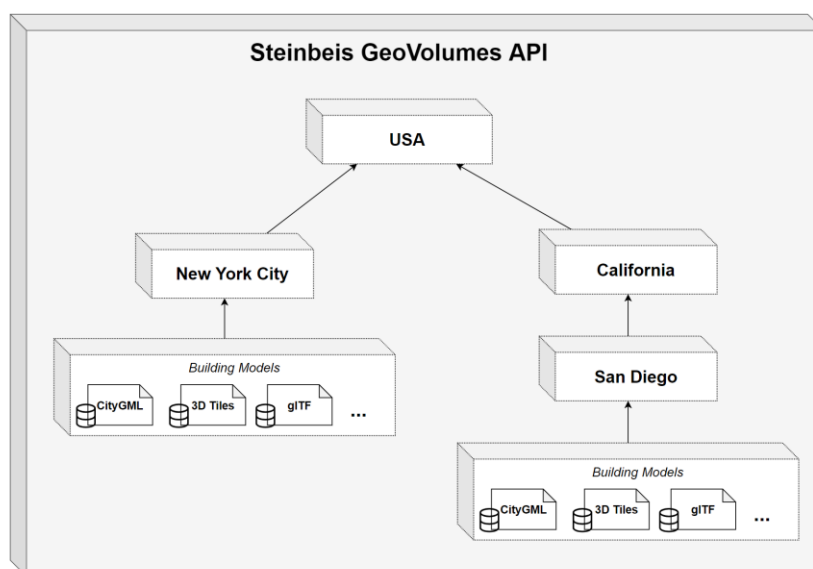 Steinbeis GeoVolumes API
USA
New York City
California
Building Models
CityGML
3D Tiles
glTF
...
San Diego
Building Models
CityGML
3D Tiles
glTF
...